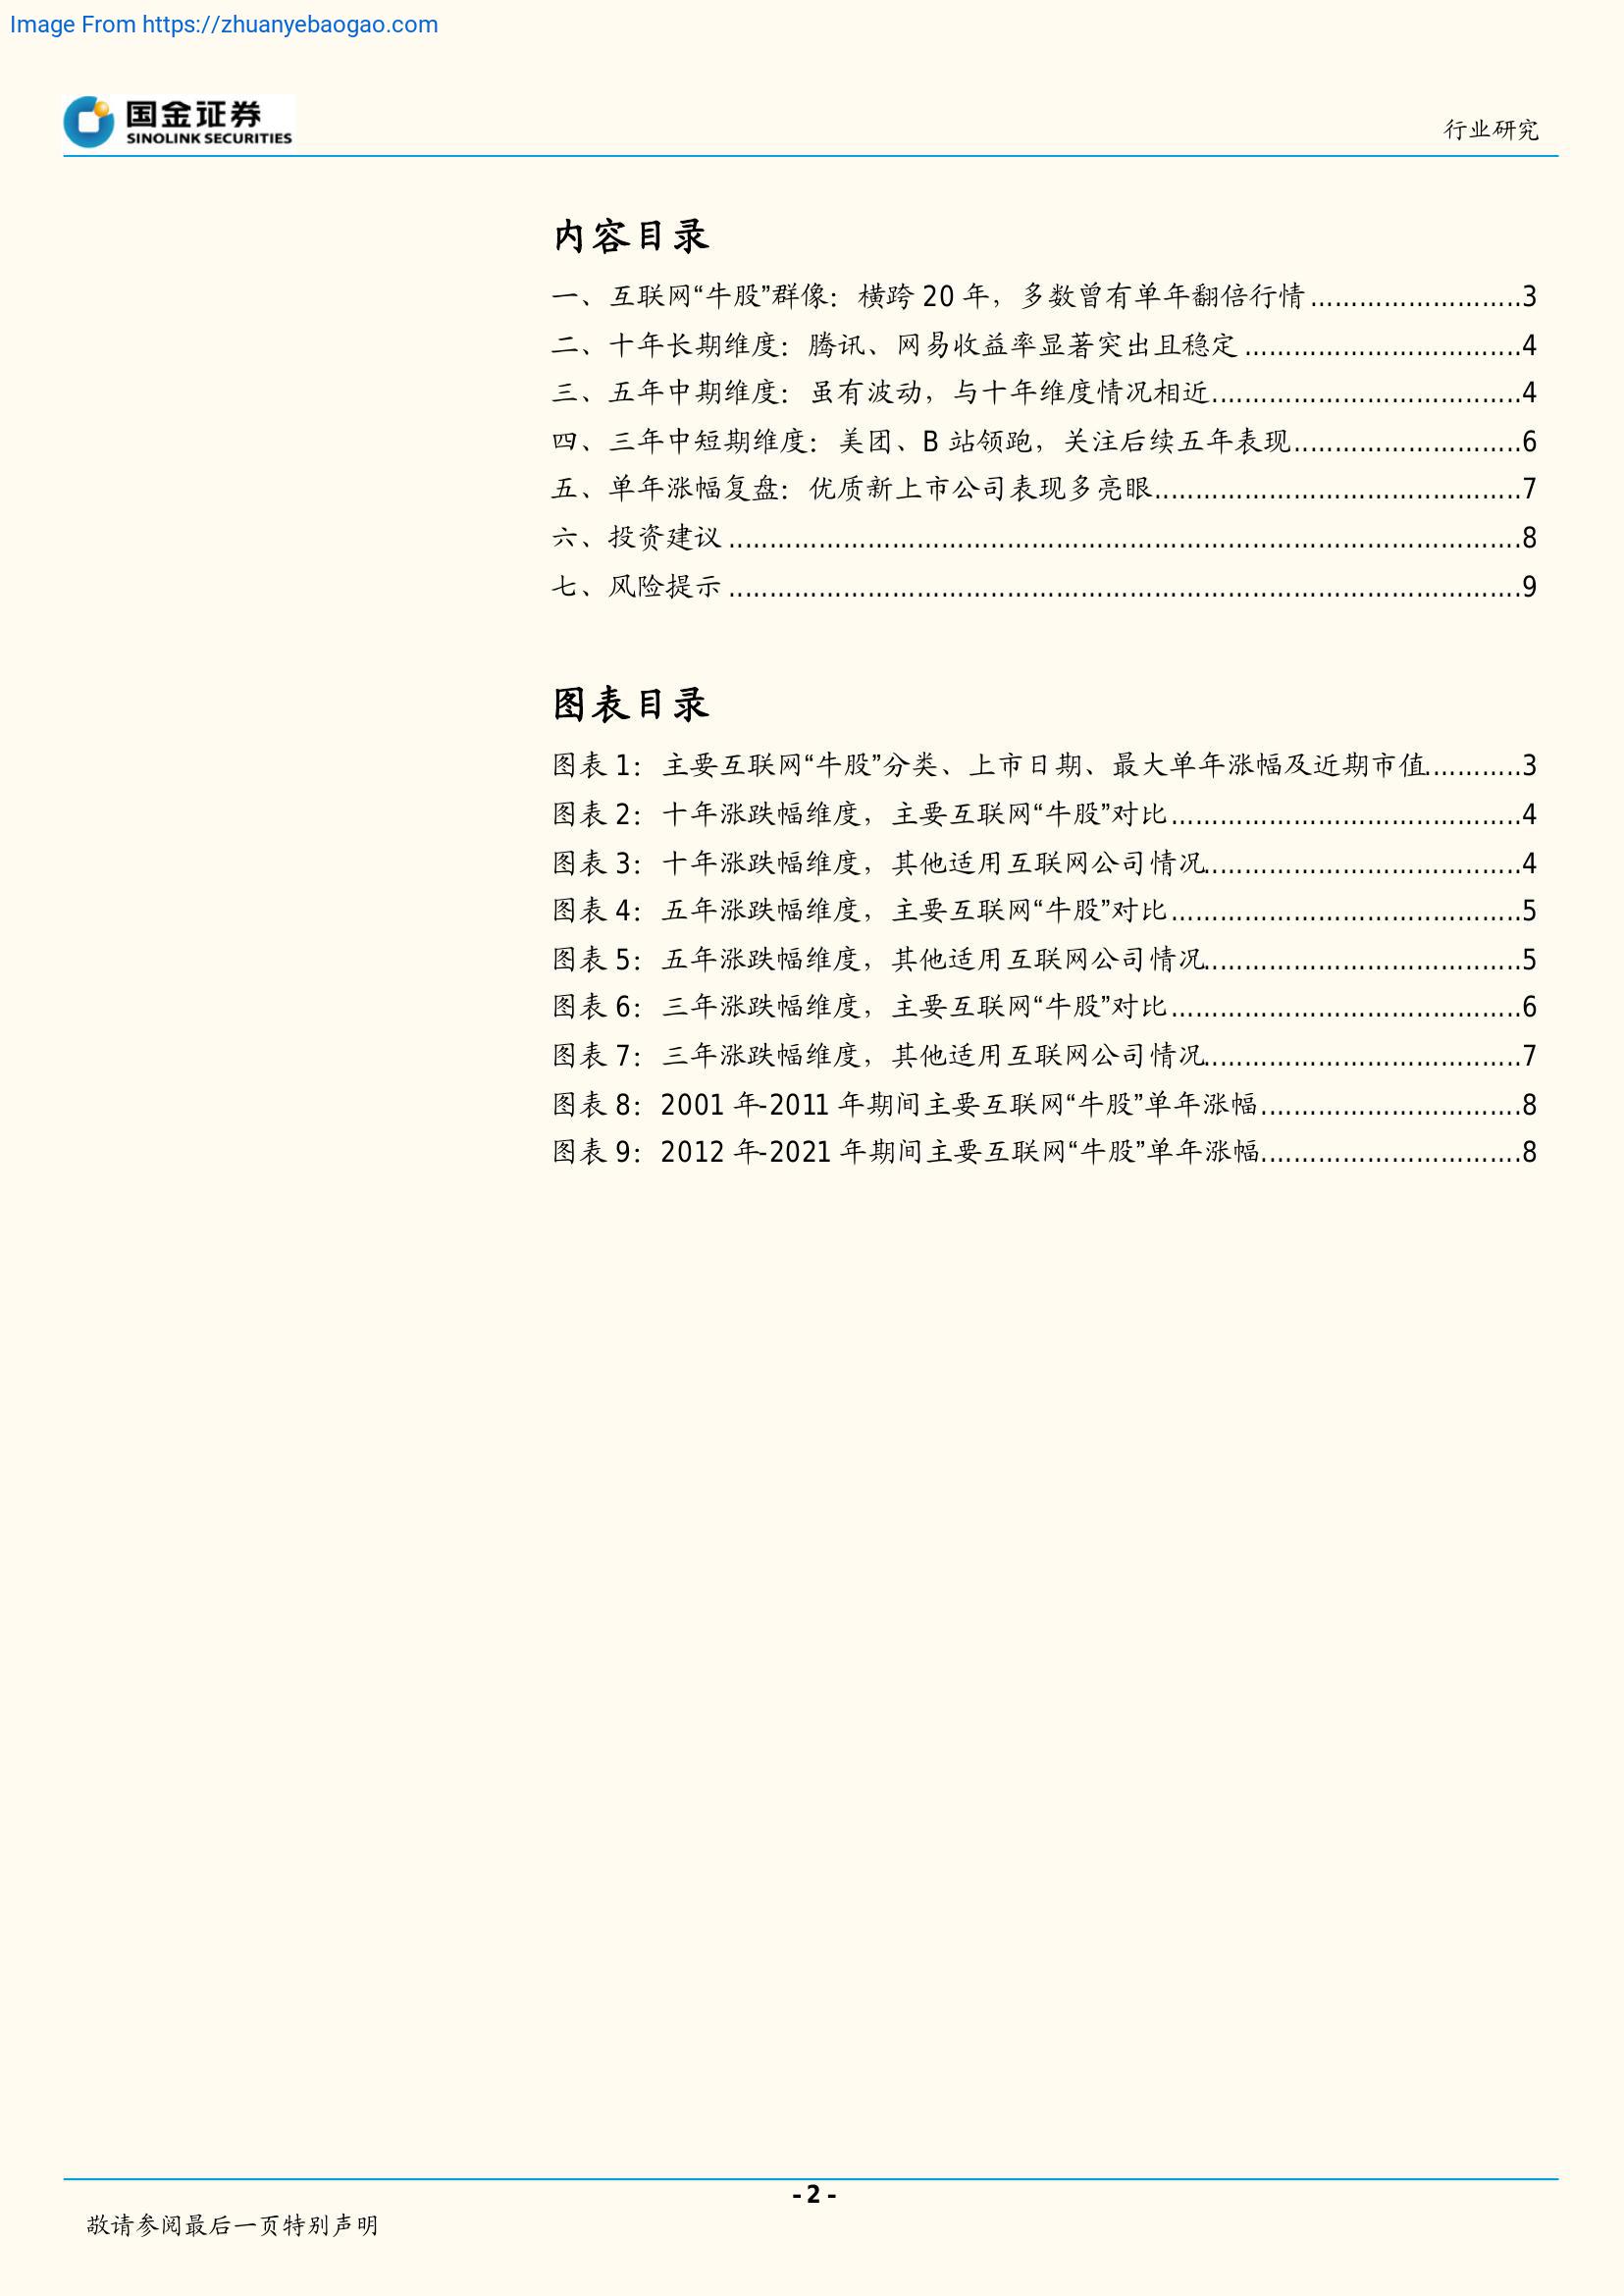 Image From https://zhuanyebaogao.com
国金证券
SINOLINK SECURITIES
行业研究
内容目录
一、互联网“牛股”群像：横跨 20 年，多数曾有单年翻倍行情..........................3
二、十年长期维度：腾讯、网易收益率显著突出且稳定..................................4
三、五年中期维度：虽有波动，与十年维度情况相近......................................4
四、三年中短期维度：美团、B 站领跑，关注后续五年表现............................6
五、单年涨幅复盘：优质新上市公司表现多亮眼.............................................7
六、投资建议.................................................................................................8
七、风险提示.................................................................................................9
图表目录
图表 1：主要互联网“牛股”分类、上市日期、最大单年涨幅及近期市值............3
图表 2：十年涨跌幅维度，主要互联网“牛股”对比...........................................4
图表 3：十年涨跌幅维度，其他适用互联网公司情况.......................................4
图表 4：五年涨跌幅维度，主要互联网“牛股”对比...........................................5
图表 5：五年涨跌幅维度，其他适用互联网公司情况.......................................5
图表 6：三年涨跌幅维度，主要互联网“牛股”对比...........................................6
图表 7：三年涨跌幅维度，其他适用互联网公司情况.......................................7
图表 8：2001 年-2011 年期间主要互联网“牛股”单年涨幅................................8
图表 9：2012 年-2021 年期间主要互联网“牛股”单年涨幅................................8
- 2 -
敬请参阅最后一页特别声明